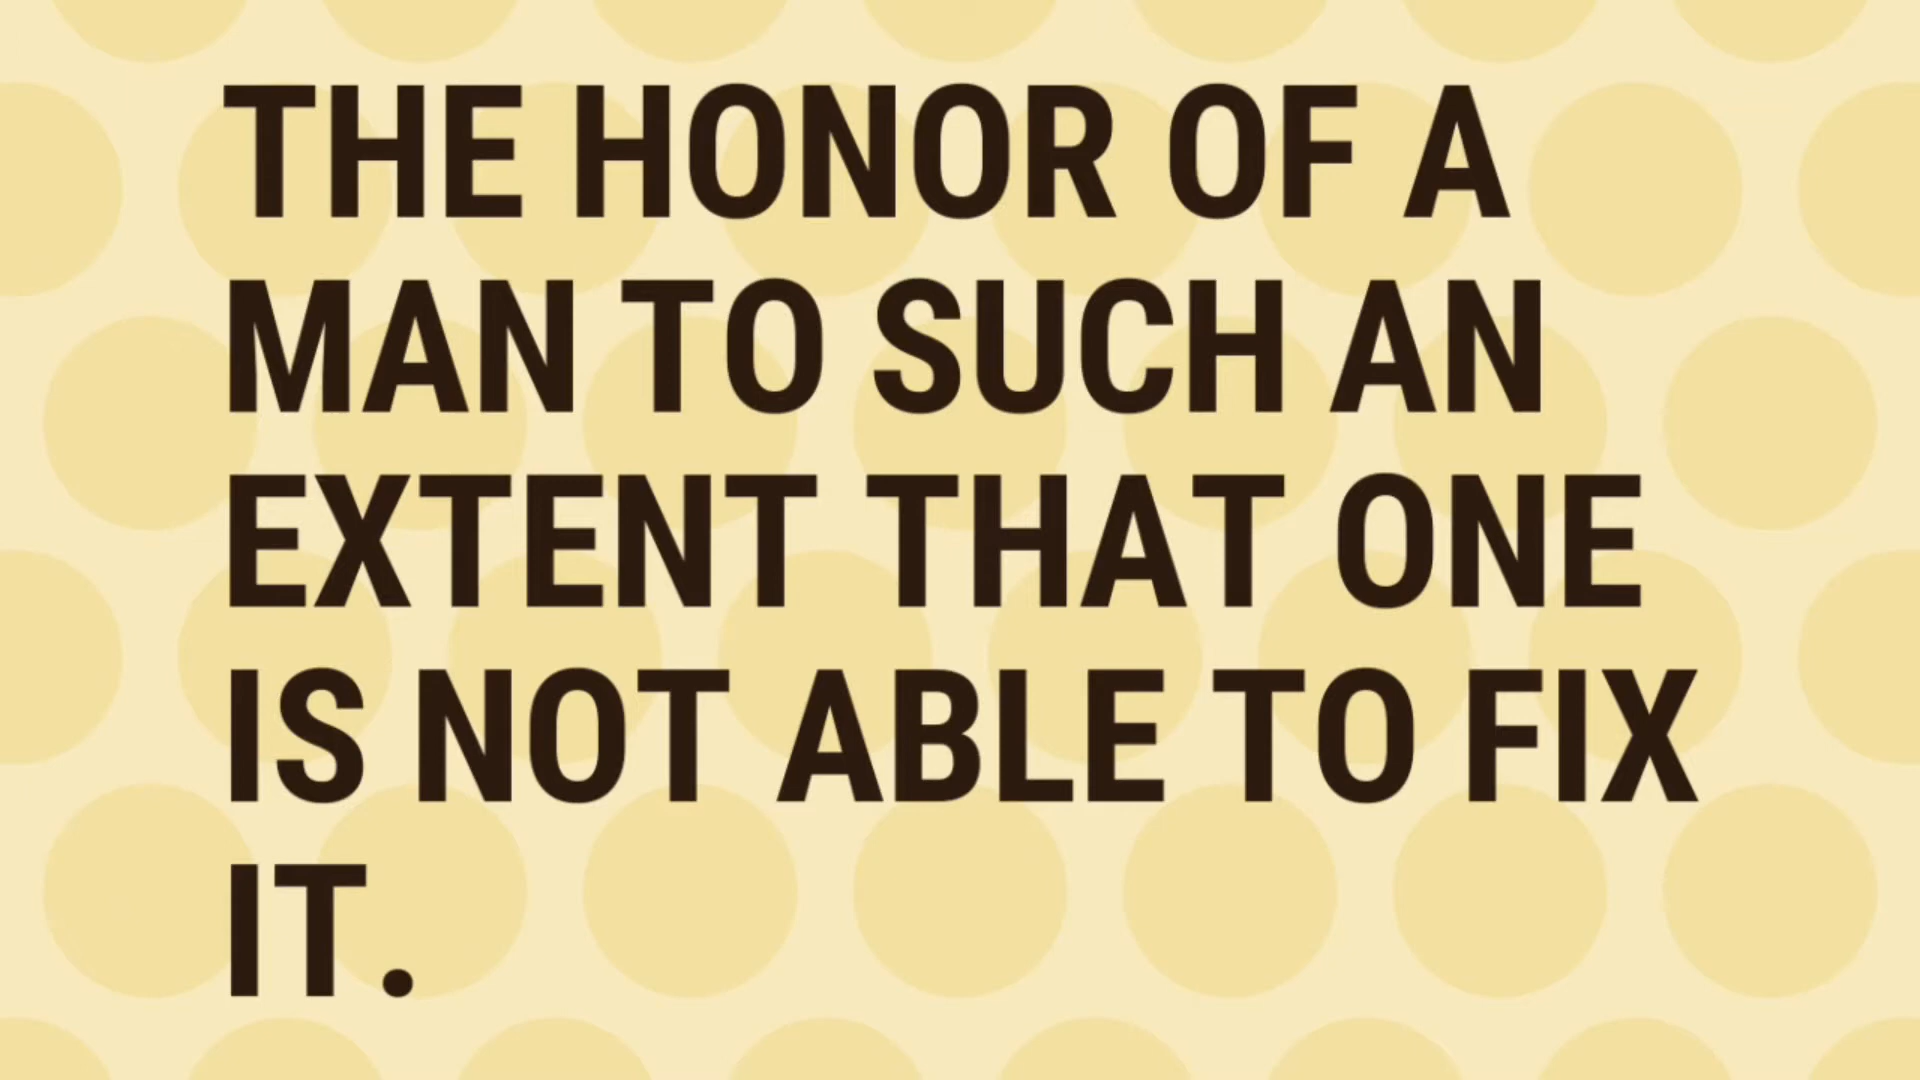 THE HONOR OF A
MAN TO SUCH AN
EXTENT THAT ONE
IS NOT ABLE TO FIX
IT.